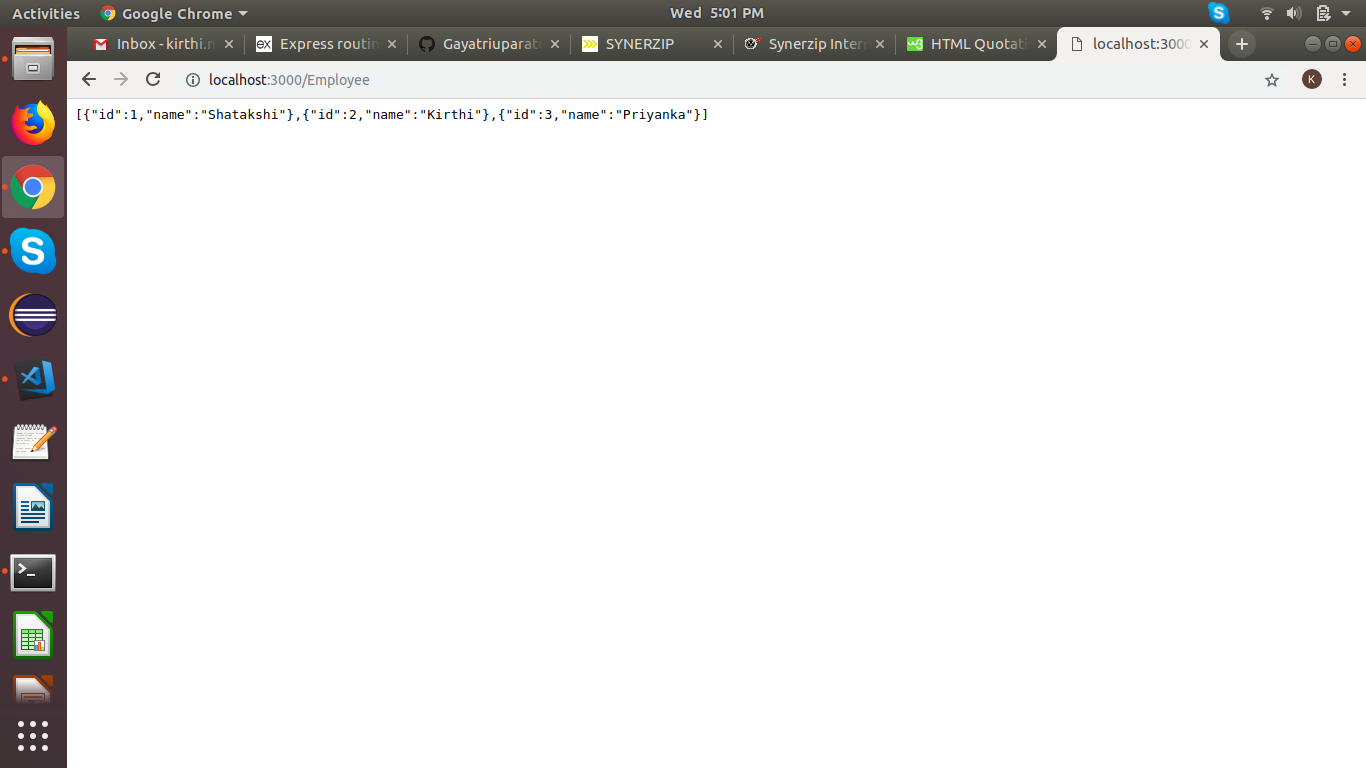 Activities Google Chrome Wed 5:01 PM
Inbox - kirthi. Express routin Gayatriuparat SYNERZIP Synerzip Inter HTML Quotati localhost:3000
localhost:3000/Employee K
[{"id":1,"name":"Shatakshi"},{"id":2,"name":"Kirthi"},{"id":3,"name":"Priyanka"}]